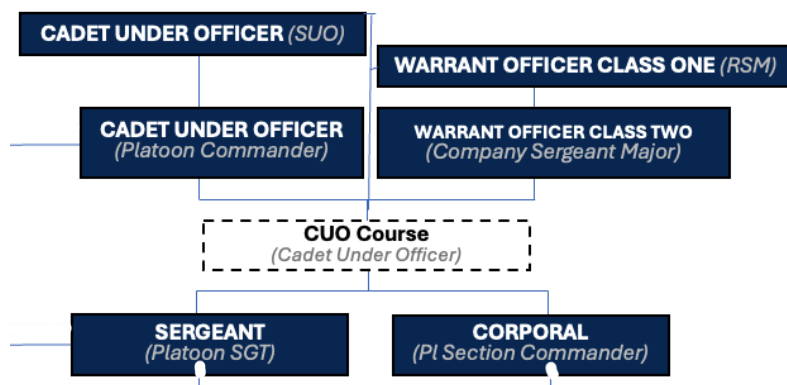 CADET UNDER OFFICER (SUO)
WARRANT OFFICER CLASS ONE (RSM)
CADET UNDER OFFICER
(Platoon Commander)
WARRANT OFFICER CLASS TWO
(Company Sergeant Major)
CUO Course
(Cadet Under Officer)
SERGEANT
(Platoon SGT)
CORPORAL
(Pl Section Commander)